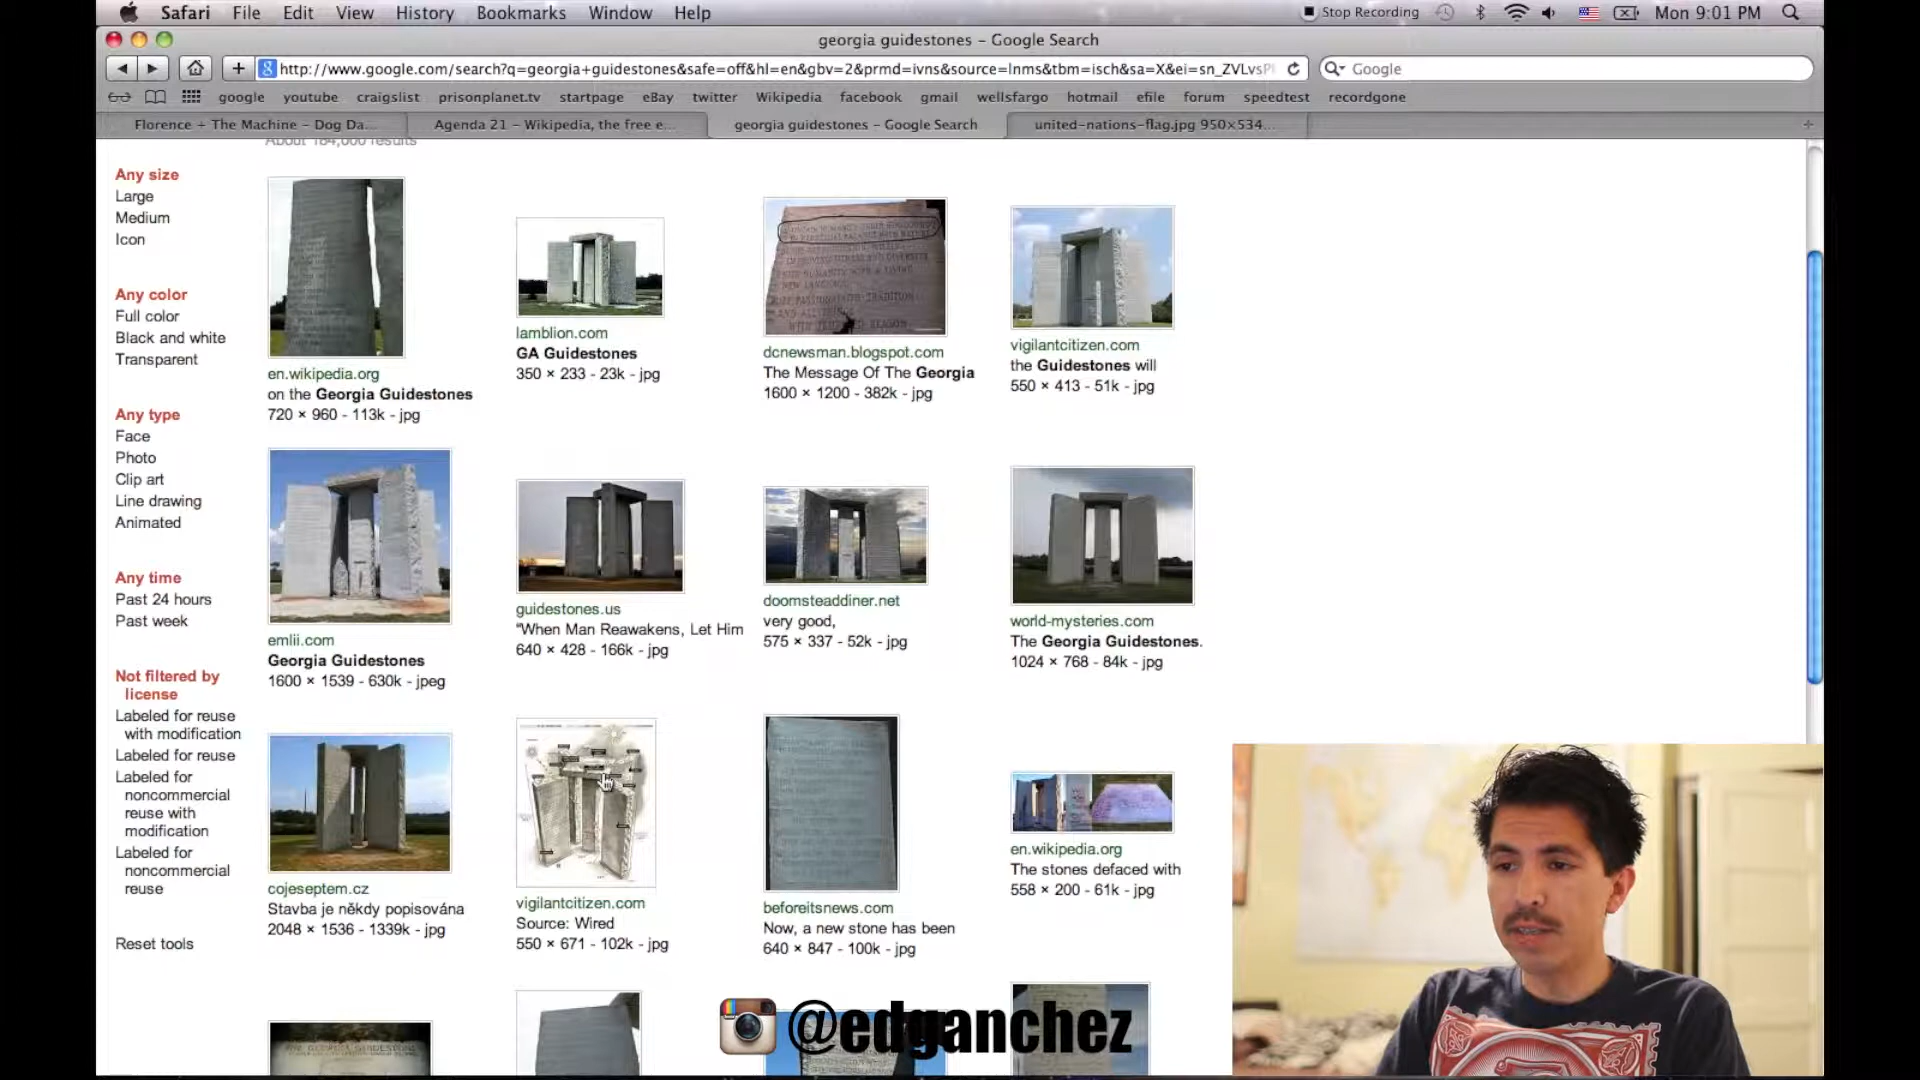 Safari File Edit View History Bookmarks Window Help Stop Recording Mon 9:01 PM
georgia guidestones – Google Search
http://www.google.com/search?q=georgia+guidestones&safe=off&hl=en&gbv=2&prmd=ivns&source=lnms&tbm=isch&sa=X&ei=sn_ZVLvsP Google
google youtube craigslist prisonplanet.tv startpage eBay twitter Wikipedia facebook gmail wellsfargo hotmail efile forum speedtest recordgone
Florence + The Machine – Dog Da... Agenda 21 – Wikipedia, the free e... georgia guidestones – Google Search united-nations-flag.jpg 950×534...
About 184,000 results
Any size
Large
Medium
Icon
Any color
Full color
Black and white
Transparent
Any type
Face
Photo
Clip art
Line drawing
Animated
Any time
Past 24 hours
Past week
Not filtered by
license
Labeled for reuse
with modification
Labeled for reuse
Labeled for
noncommercial
reuse with
modification
Labeled for
noncommercial
reuse
Reset tools
en.wikipedia.org
on the Georgia Guidestones
720 × 960 - 113k - jpg
lamblion.com
GA Guidestones
350 × 233 - 23k - jpg
dcnewsman.blogspot.com
The Message Of The Georgia
1600 × 1200 - 382k - jpg
vigilantcitizen.com
the Guidestones will
550 × 413 - 51k - jpg
emlii.com
Georgia Guidestones
1600 × 1539 - 630k - jpeg
guidestones.us
"When Man Reawakens, Let Him
640 × 428 - 166k - jpg
doomsteaddiner.net
very good,
575 × 337 - 52k - jpg
world-mysteries.com
The Georgia Guidestones.
1024 × 768 - 84k - jpg
cojeseptem.cz
Stavba je někdy popisována
2048 × 1536 - 1339k - jpg
vigilantcitizen.com
Source: Wired
550 × 671 - 102k - jpg
beforeitsnews.com
Now, a new stone has been
640 × 847 - 100k - jpg
en.wikipedia.org
The stones defaced with
558 × 200 - 61k - jpg
@edganchez